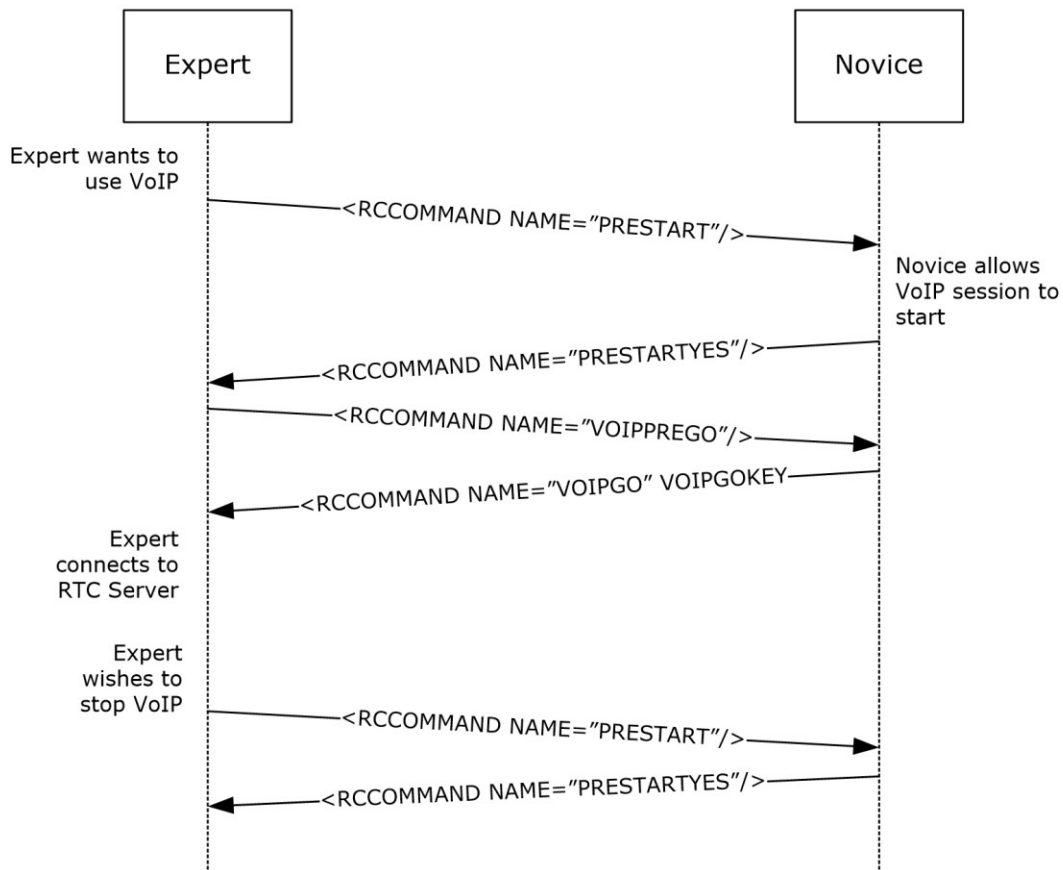 Expert
Novice
Expert wants to
use VoIP
<RCCOMMAND NAME=”PRESTART”/>
Novice allows
VoIP session to
start
<RCCOMMAND NAME=”PRESTARTYES”/>
<RCCOMMAND NAME=”VOIPPREGO”/>
<RCCOMMAND NAME=”VOIPGO” VOIPGOKEY
Expert
connects to
RTC Server
Expert
wishes to
stop VoIP
<RCCOMMAND NAME=”PRESTART”/>
<RCCOMMAND NAME=”PRESTARTYES”/>